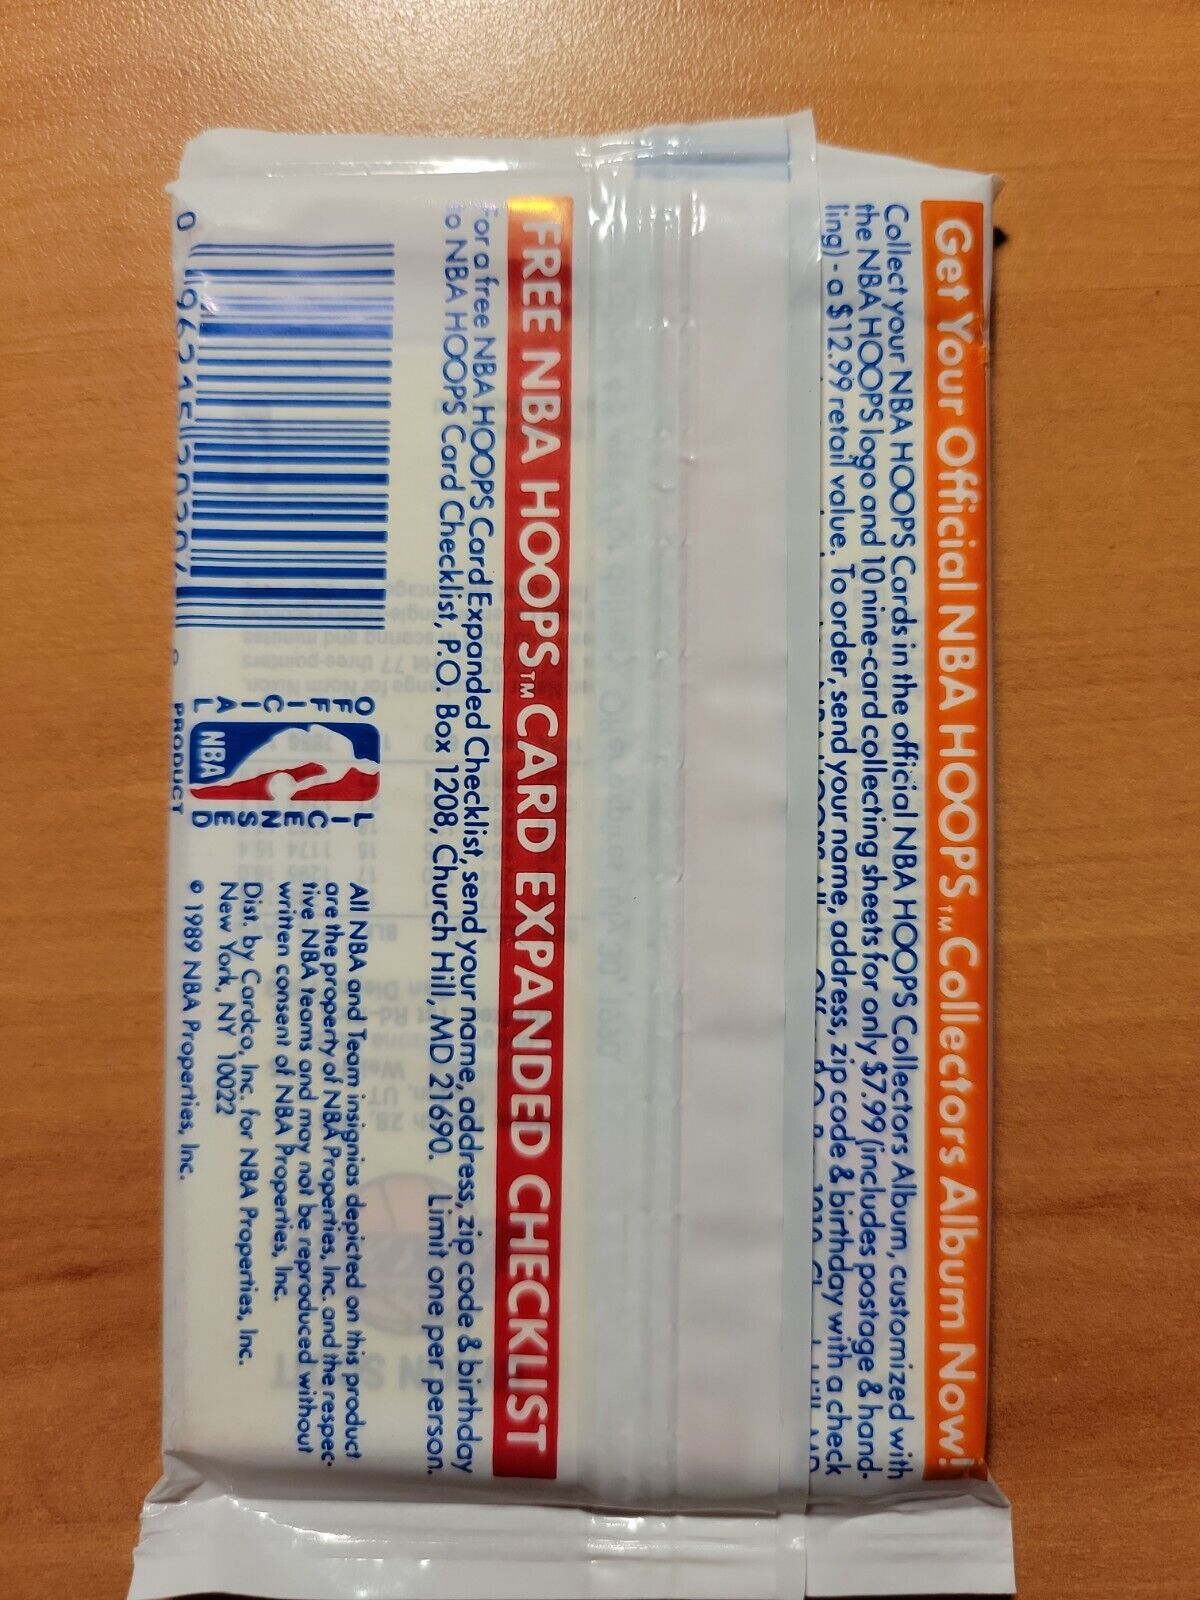 Get Your Official NBA HOOPS™ Collectors Album Now!
Collect your NBA HOOPS Cards in the official NBA HOOPS Collectors Album, customized with
the NBA HOOPS logo and 10 nine-card collecting sheets for only $7.99 (includes postage & hand-
ling) - a $12.99 retail value. To order, send your name, address, zip code & birthday with a check
FREE NBA HOOPS™ CARD EXPANDED CHECKLIST
For a free NBA HOOPS Card Expanded Checklist, send your name, address, zip code & birthday
to NBA HOOPS Card Checklist, P.O. Box 1208, Church Hill, MD 21690. Limit one per person.
OFFICIAL
LICENSED
NBA
PRODUCT
All NBA and Team insignias depicted on this product
are the property of NBA Properties, Inc. and the respec-
tive NBA teams and may not be reproduced without
written consent of NBA Properties, Inc.
Dist. by Cardco, Inc. for NBA Properties, Inc.
New York, NY 10022
© 1989 NBA Properties, Inc.